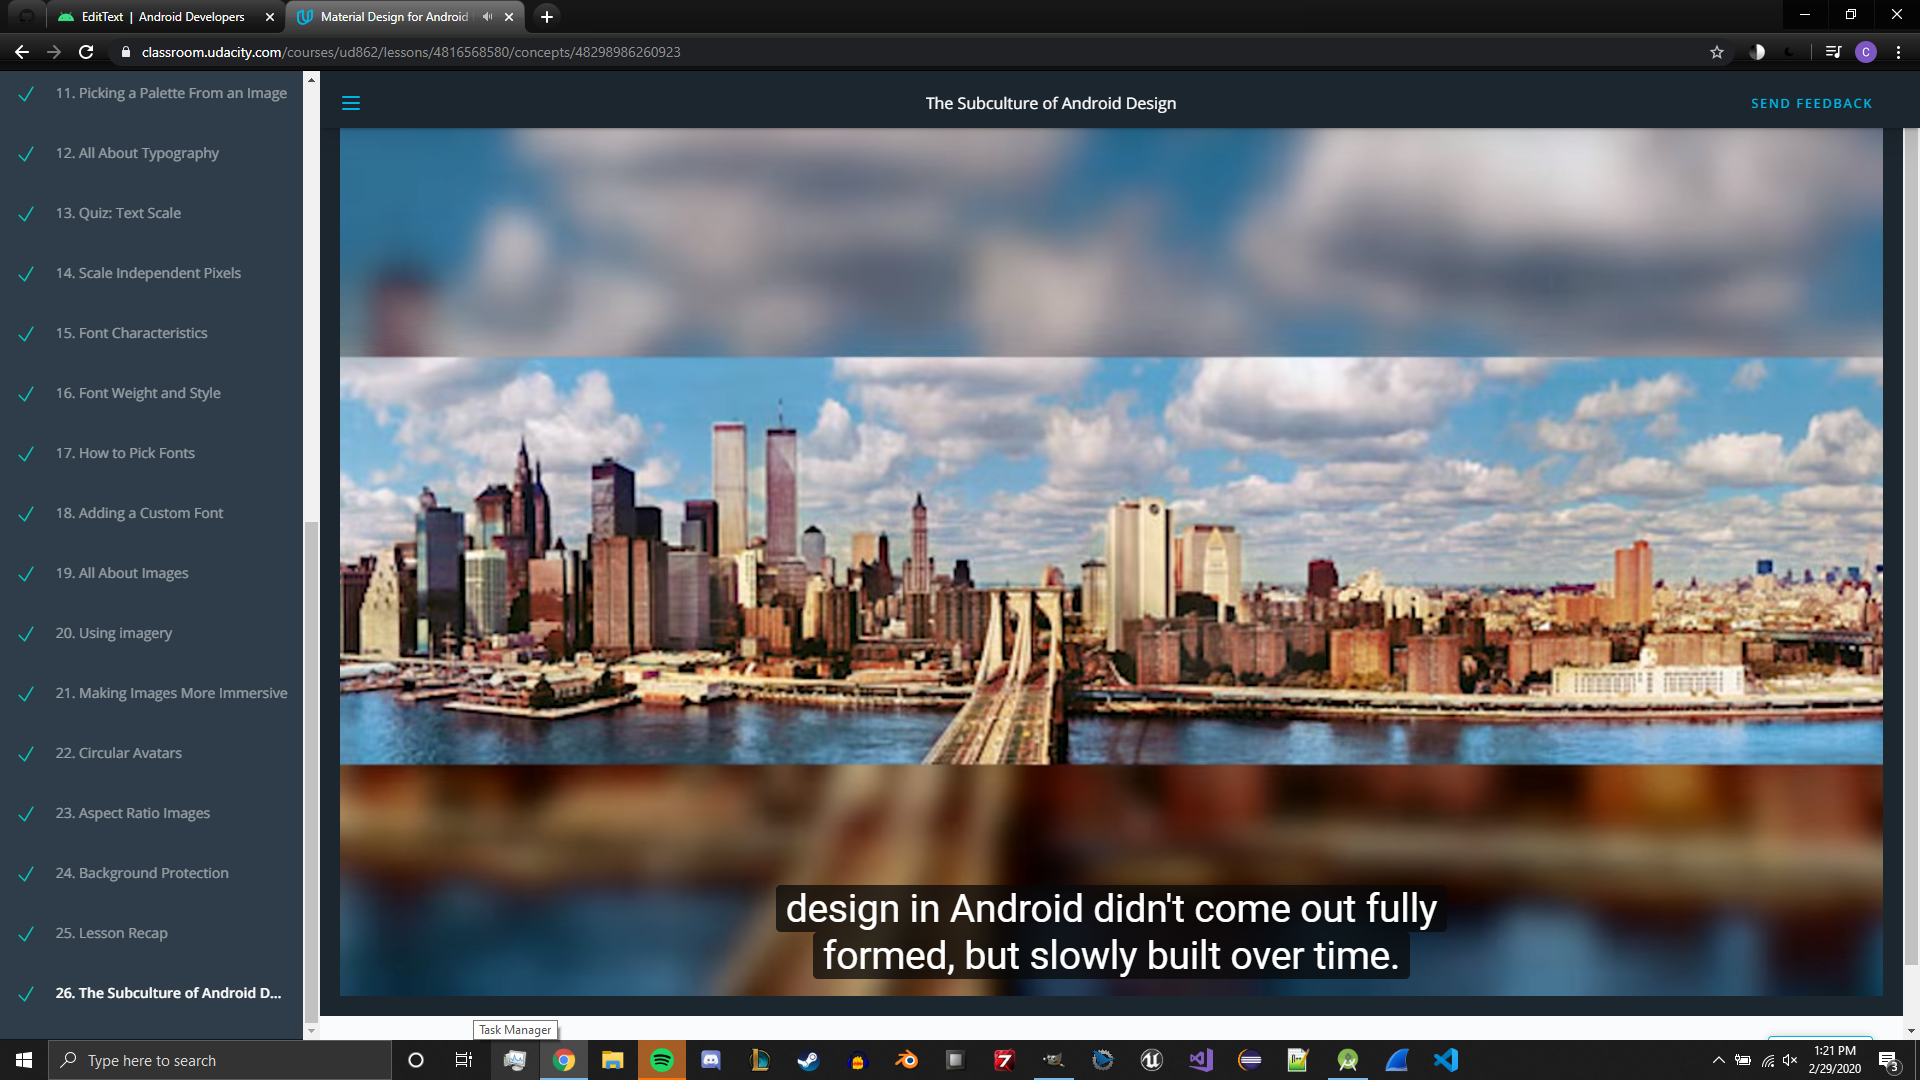 EditText | Android Developers
Material Design for Android
classroom.udacity.com/courses/ud862/lessons/4816568580/concepts/48298986260923
C
11. Picking a Palette From an Image
12. All About Typography
13. Quiz: Text Scale
14. Scale Independent Pixels
15. Font Characteristics
16. Font Weight and Style
17. How to Pick Fonts
18. Adding a Custom Font
19. All About Images
20. Using imagery
21. Making Images More Immersive
22. Circular Avatars
23. Aspect Ratio Images
24. Background Protection
25. Lesson Recap
26. The Subculture of Android D...
The Subculture of Android Design
SEND FEEDBACK
design in Android didn't come out fully
formed, but slowly built over time.
Task Manager
Type here to search
1:21 PM
2/29/2020
3